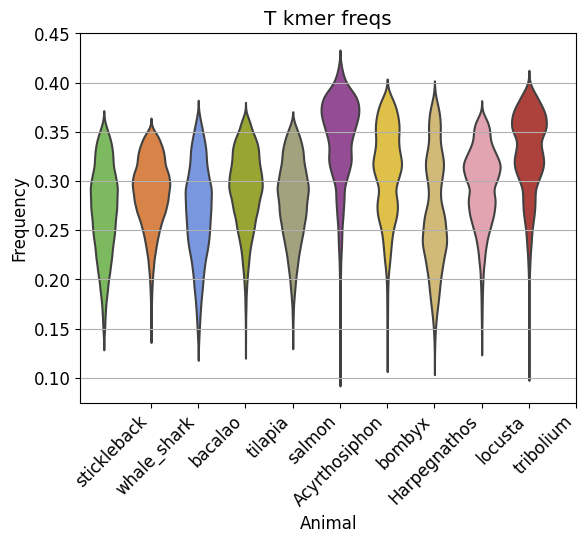 T kmer freqs
0.45
0.40
0.35
0.30
0.25
0.20
0.15
0.10
Frequency
stickleback
whale_shark
bacalao
tilapia
salmon
Acyrthosiphon
bombyx
Harpegnathos
locusta
tribolium
Animal